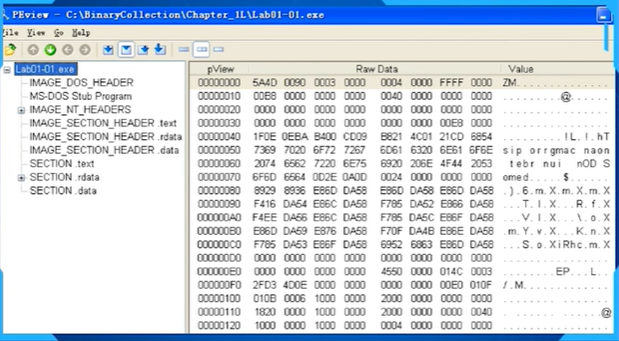 PEview - C:\BinaryCollection\Chapter_1L\Lab01-01.exe
File View Go Help
Lab01-01.exe
IMAGE_DOS_HEADER
MS-DOS Stub Program
IMAGE_NT_HEADERS
IMAGE_SECTION_HEADER .text
IMAGE_SECTION_HEADER .rdata
IMAGE_SECTION_HEADER .data
SECTION .text
SECTION .rdata
SECTION .data
pView Raw Data Value
00000000 5A4D 0090 0003 0000 0004 0000 FFFF 0000 ZM..............
00000010 00B8 0000 0000 0000 0040 0000 0000 0000 ........@.......
00000020 0000 0000 0000 0000 0000 0000 0000 0000 ................
00000030 0000 0000 0000 0000 0000 0000 00E8 0000 ................
00000040 1F0E 0EBA B400 CD09 B821 4C01 21CD 6854 .........!L.!.hT
00000050 7369 7020 6F72 7267 6D61 6320 6E61 6F6E sip orrgmac naon
00000060 2074 6562 7220 6E75 6920 206E 4F44 2053 tebr nui nOD S
00000070 6F6D 6564 0D2E 0A0D 0024 0000 0000 0000 omed.....$......
00000080 8929 8936 E86D DA58 E86D DA58 E86D DA58 .).6.m.X.m.X.m.X
00000090 F416 DA54 E86C DA58 F785 DA52 E866 DA58 ...T.l.X...R.f.X
000000A0 F4EE DA56 E86C DA58 F785 DA5C E86F DA58 ...V.l.X...\.o.X
000000B0 E86D DA59 E876 DA58 F70F DA4B E86E DA58 .m.Y.v.X...K.n.X
000000C0 F785 DA53 E86F DA58 6952 6863 E86D DA58 ...S.o.XiRhc.m.X
000000D0 0000 0000 0000 0000 0000 0000 0000 0000 ................
000000E0 0000 0000 0000 0000 4550 0000 014C 0003 ........EP...L..
000000F0 2FD3 4D0E 0000 0000 0000 0000 00E0 010F /.M.............
00000100 010B 0006 1000 0000 2000 0000 0000 0000 ................
00000110 1820 0000 1000 0000 2000 0000 0000 0040 ...............@
00000120 1000 0000 1000 0000 0004 0000 0000 0000 ................